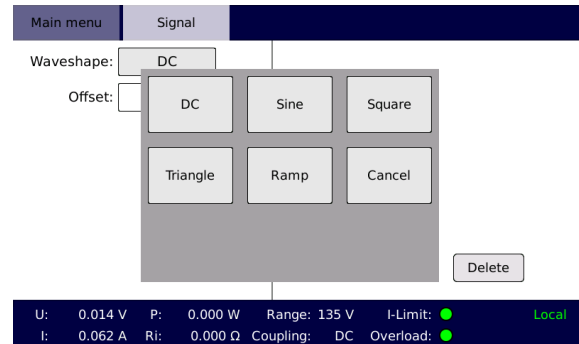 Main menu Signal
Waveshape: DC
Offset:
DC Sine Square
Triangle Ramp Cancel
Delete
U: 0.014 V P: 0.000 W Range: 135 V I-Limit: Local
I: 0.062 A Ri: 0.000 Ω Coupling: DC Overload: